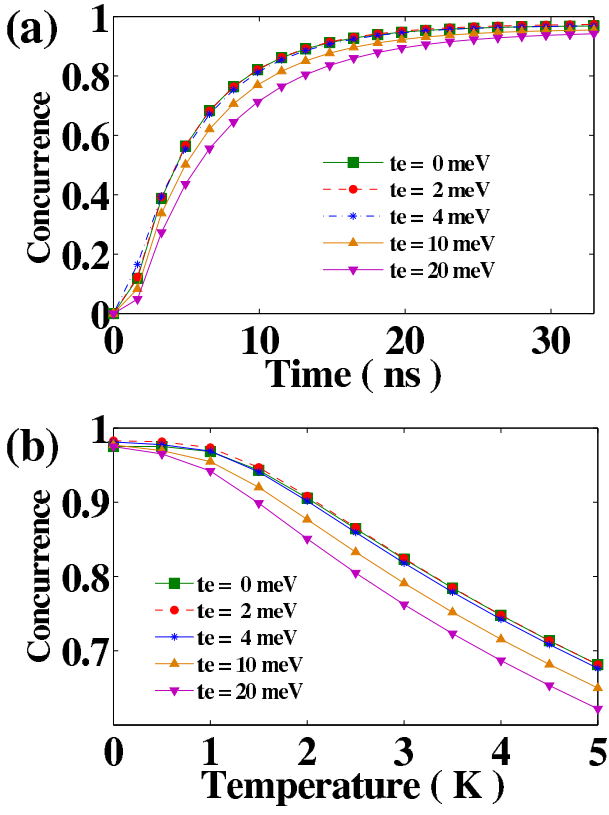 (a)
1
0.8
0.6
0.4
0.2
0
Concurrence
te = 0 meV
te = 2 meV
te = 4 meV
te = 10 meV
te = 20 meV
0 10 20 30
Time ( ns )
(b)
1
0.9
0.8
0.7
Concurrence
te = 0 meV
te = 2 meV
te = 4 meV
te = 10 meV
te = 20 meV
0 1 2 3 4 5
Temperature ( K )